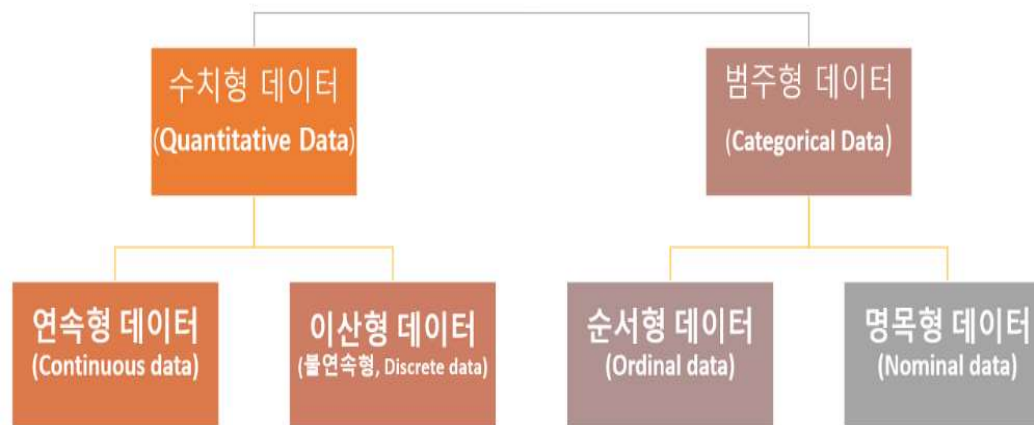 수치형 데이터
(Quantitative Data)
범주형 데이터
(Categorical Data)
연속형 데이터
(Continuous data)
이산형 데이터
(불연속형, Discrete data)
순서형 데이터
(Ordinal data)
명목형 데이터
(Nominal data)